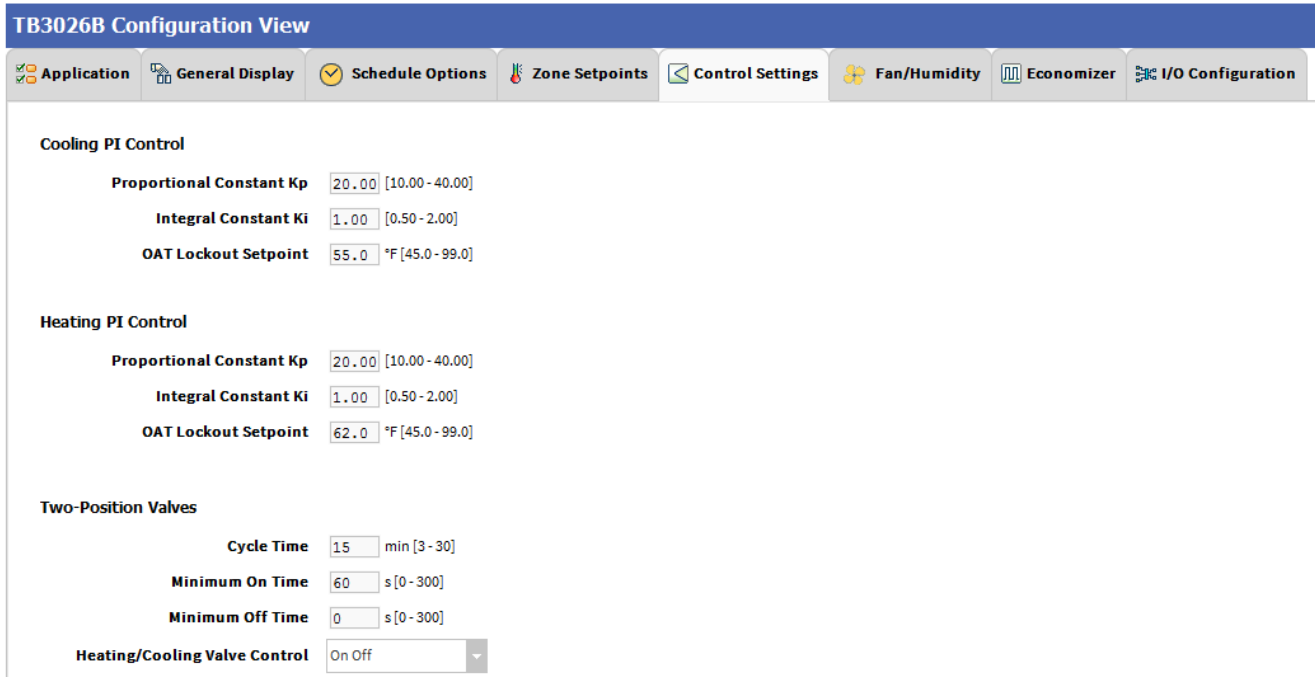 TB3026B Configuration View
Application General Display Schedule Options Zone Setpoints Control Settings Fan/Humidity Economizer I/O Configuration
Cooling PI Control
Proportional Constant Kp 20.00 [10.00 - 40.00]
Integral Constant Ki 1.00 [0.50 - 2.00]
OAT Lockout Setpoint 55.0 °F [45.0 - 99.0]
Heating PI Control
Proportional Constant Kp 20.00 [10.00 - 40.00]
Integral Constant Ki 1.00 [0.50 - 2.00]
OAT Lockout Setpoint 62.0 °F [45.0 - 99.0]
Two-Position Valves
Cycle Time 15 min [3 - 30]
Minimum On Time 60 s [0 - 300]
Minimum Off Time 0 s [0 - 300]
Heating/Cooling Valve Control On Off